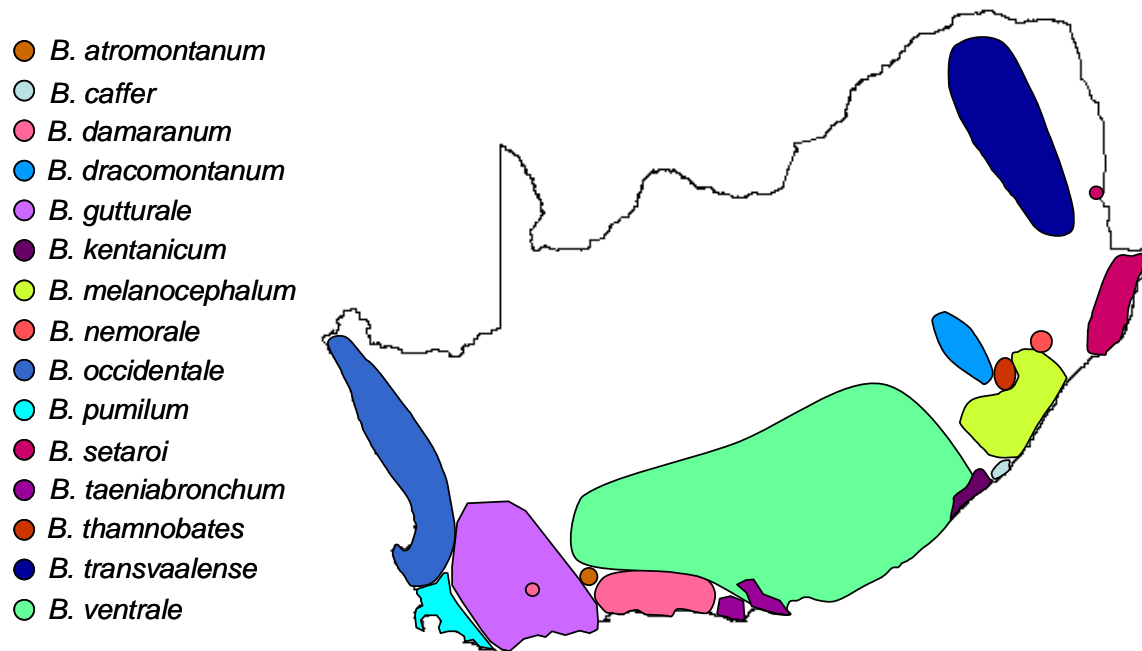 B. atromontanum
B. caffer
B. damaranum
B. dracomontanum
B. gutturale
B. kentanicum
B. melanocephalum
B. nemorale
B. occidentale
B. pumilum
B. setaroi
B. taeniabronchum
B. thamnobates
B. transvaalense
B. ventrale